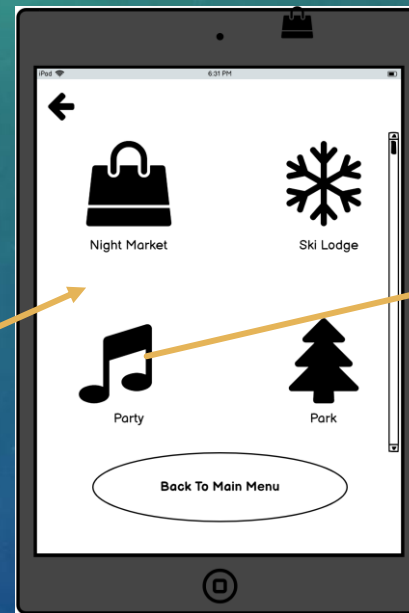 iPod 6:31 PM
Night Market
Ski Lodge
Party
Park
Back To Main Menu